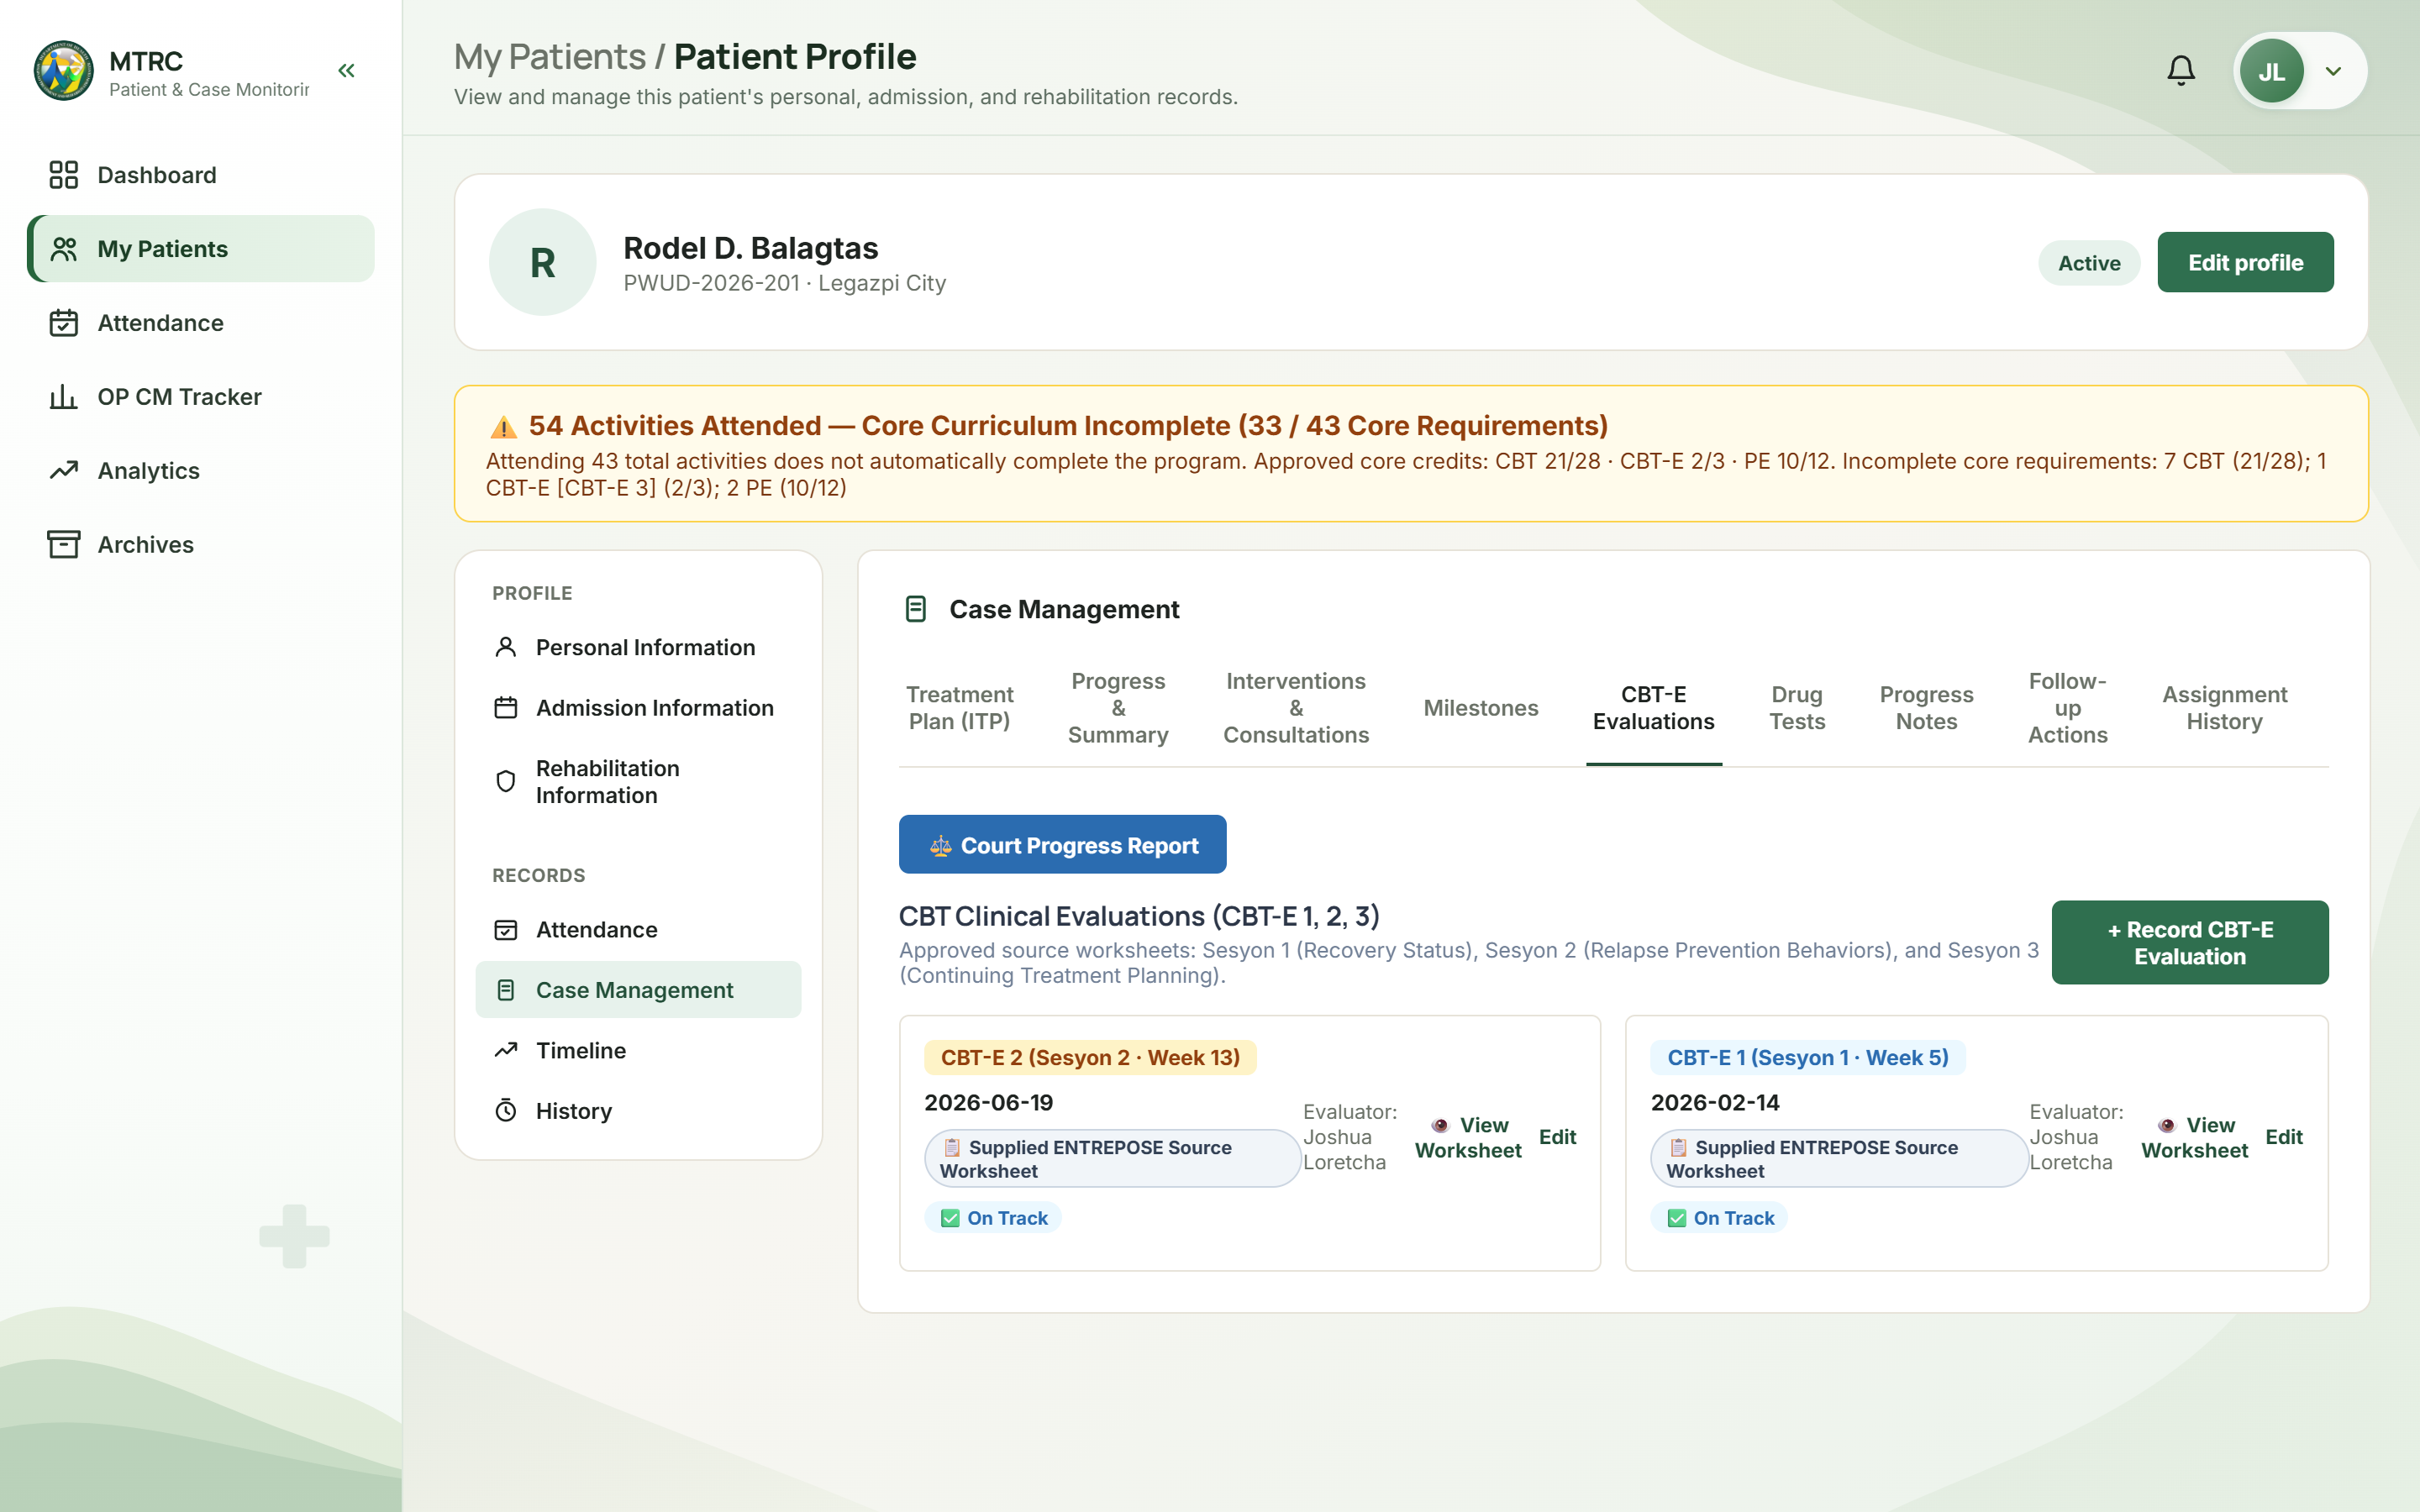 MTRC
Patient & Case Monitorin
Dashboard
My Patients
Attendance
OP CM Tracker
Analytics
Archives
My Patients / Patient Profile
View and manage this patient's personal, admission, and rehabilitation records.
JL
R
Rodel D. Balagtas
PWUD-2026-201 · Legazpi City
Active
Edit profile
⚠️ 54 Activities Attended — Core Curriculum Incomplete (33 / 43 Core Requirements)
Attending 43 total activities does not automatically complete the program. Approved core credits: CBT 21/28 · CBT-E 2/3 · PE 10/12. Incomplete core requirements: 7 CBT (21/28); 1
CBT-E [CBT-E 3] (2/3); 2 PE (10/12)
PROFILE
Personal Information
Admission Information
Rehabilitation
Information
RECORDS
Attendance
Case Management
Timeline
History
Case Management
Treatment
Plan (ITP)
Progress
&
Summary
Interventions
&
Consultations
Milestones
CBT-E
Evaluations
Drug
Tests
Progress
Notes
Follow-
up
Actions
Assignment
History
⚖️ Court Progress Report
CBT Clinical Evaluations (CBT-E 1, 2, 3)
Approved source worksheets: Sesyon 1 (Recovery Status), Sesyon 2 (Relapse Prevention Behaviors), and Sesyon 3
(Continuing Treatment Planning).
+ Record CBT-E
Evaluation
CBT-E 2 (Sesyon 2 · Week 13)
2026-06-19
📋 Supplied ENTREPOSE Source
Worksheet
✅ On Track
Evaluator:
Joshua
Loretcha
👁️ View
Worksheet
Edit
CBT-E 1 (Sesyon 1 · Week 5)
2026-02-14
📋 Supplied ENTREPOSE Source
Worksheet
✅ On Track
Evaluator:
Joshua
Loretcha
👁️ View
Worksheet
Edit